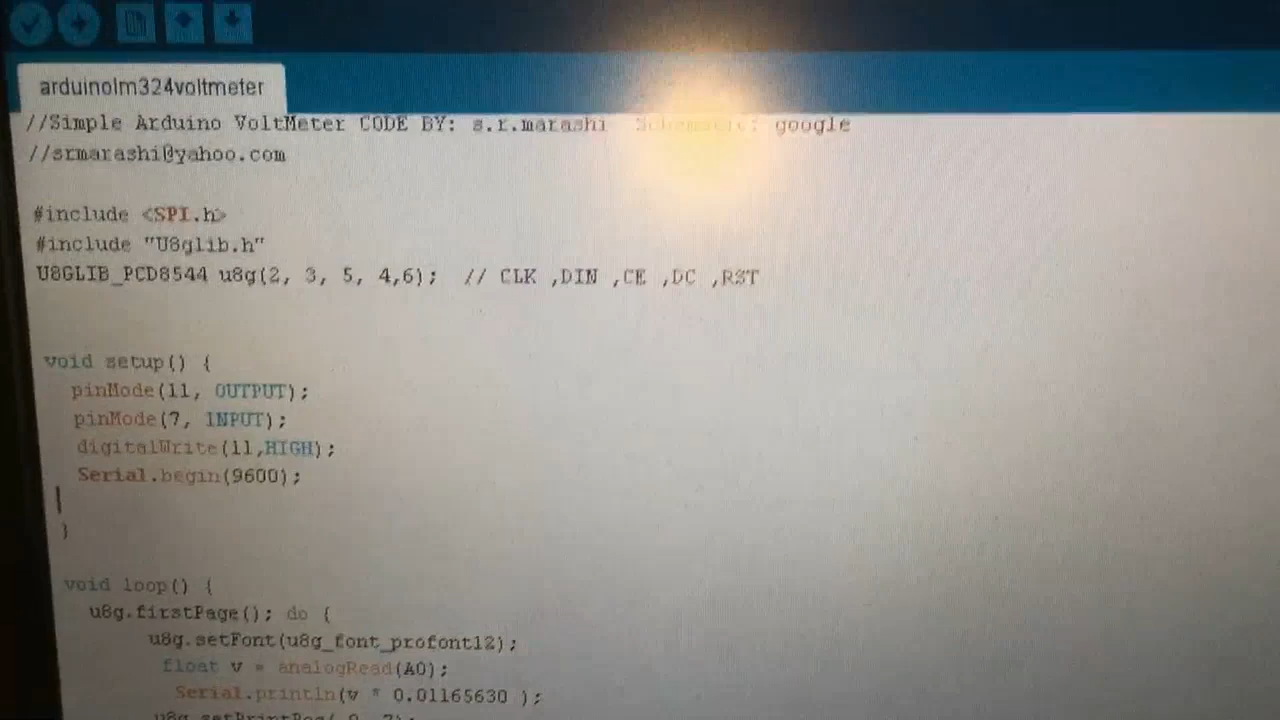 arduinolm324voltmeter
//Simple Arduino VoltMeter CODE BY: s.r.marashi Schematic: google
//srmarashi@yahoo.com
#include <SPI.h>
#include "U8glib.h"
U8GLIB_PCD8544 u8g(2, 3, 5, 4,6); // CLK ,DIN ,CE ,DC ,RST
void setup() {
pinMode(11, OUTPUT);
pinMode(7, INPUT);
digitalWrite(11,HIGH);
Serial.begin(9600);
}
void loop() {
u8g.firstPage(); do {
u8g.setFont(u8g_font_profont12);
float v = analogRead(A0);
Serial.println(v * 0.01165630 );